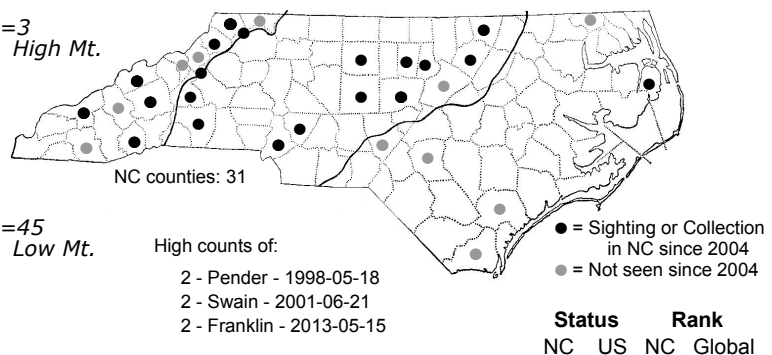 =3
High Mt.
NC counties: 31
=45
Low Mt.
High counts of:
2 - Pender - 1998-05-18
2 - Swain - 2001-06-21
2 - Franklin - 2013-05-15
● = Sighting or Collection
in NC since 2004
● = Not seen since 2004
Status Rank
NC US NC Global